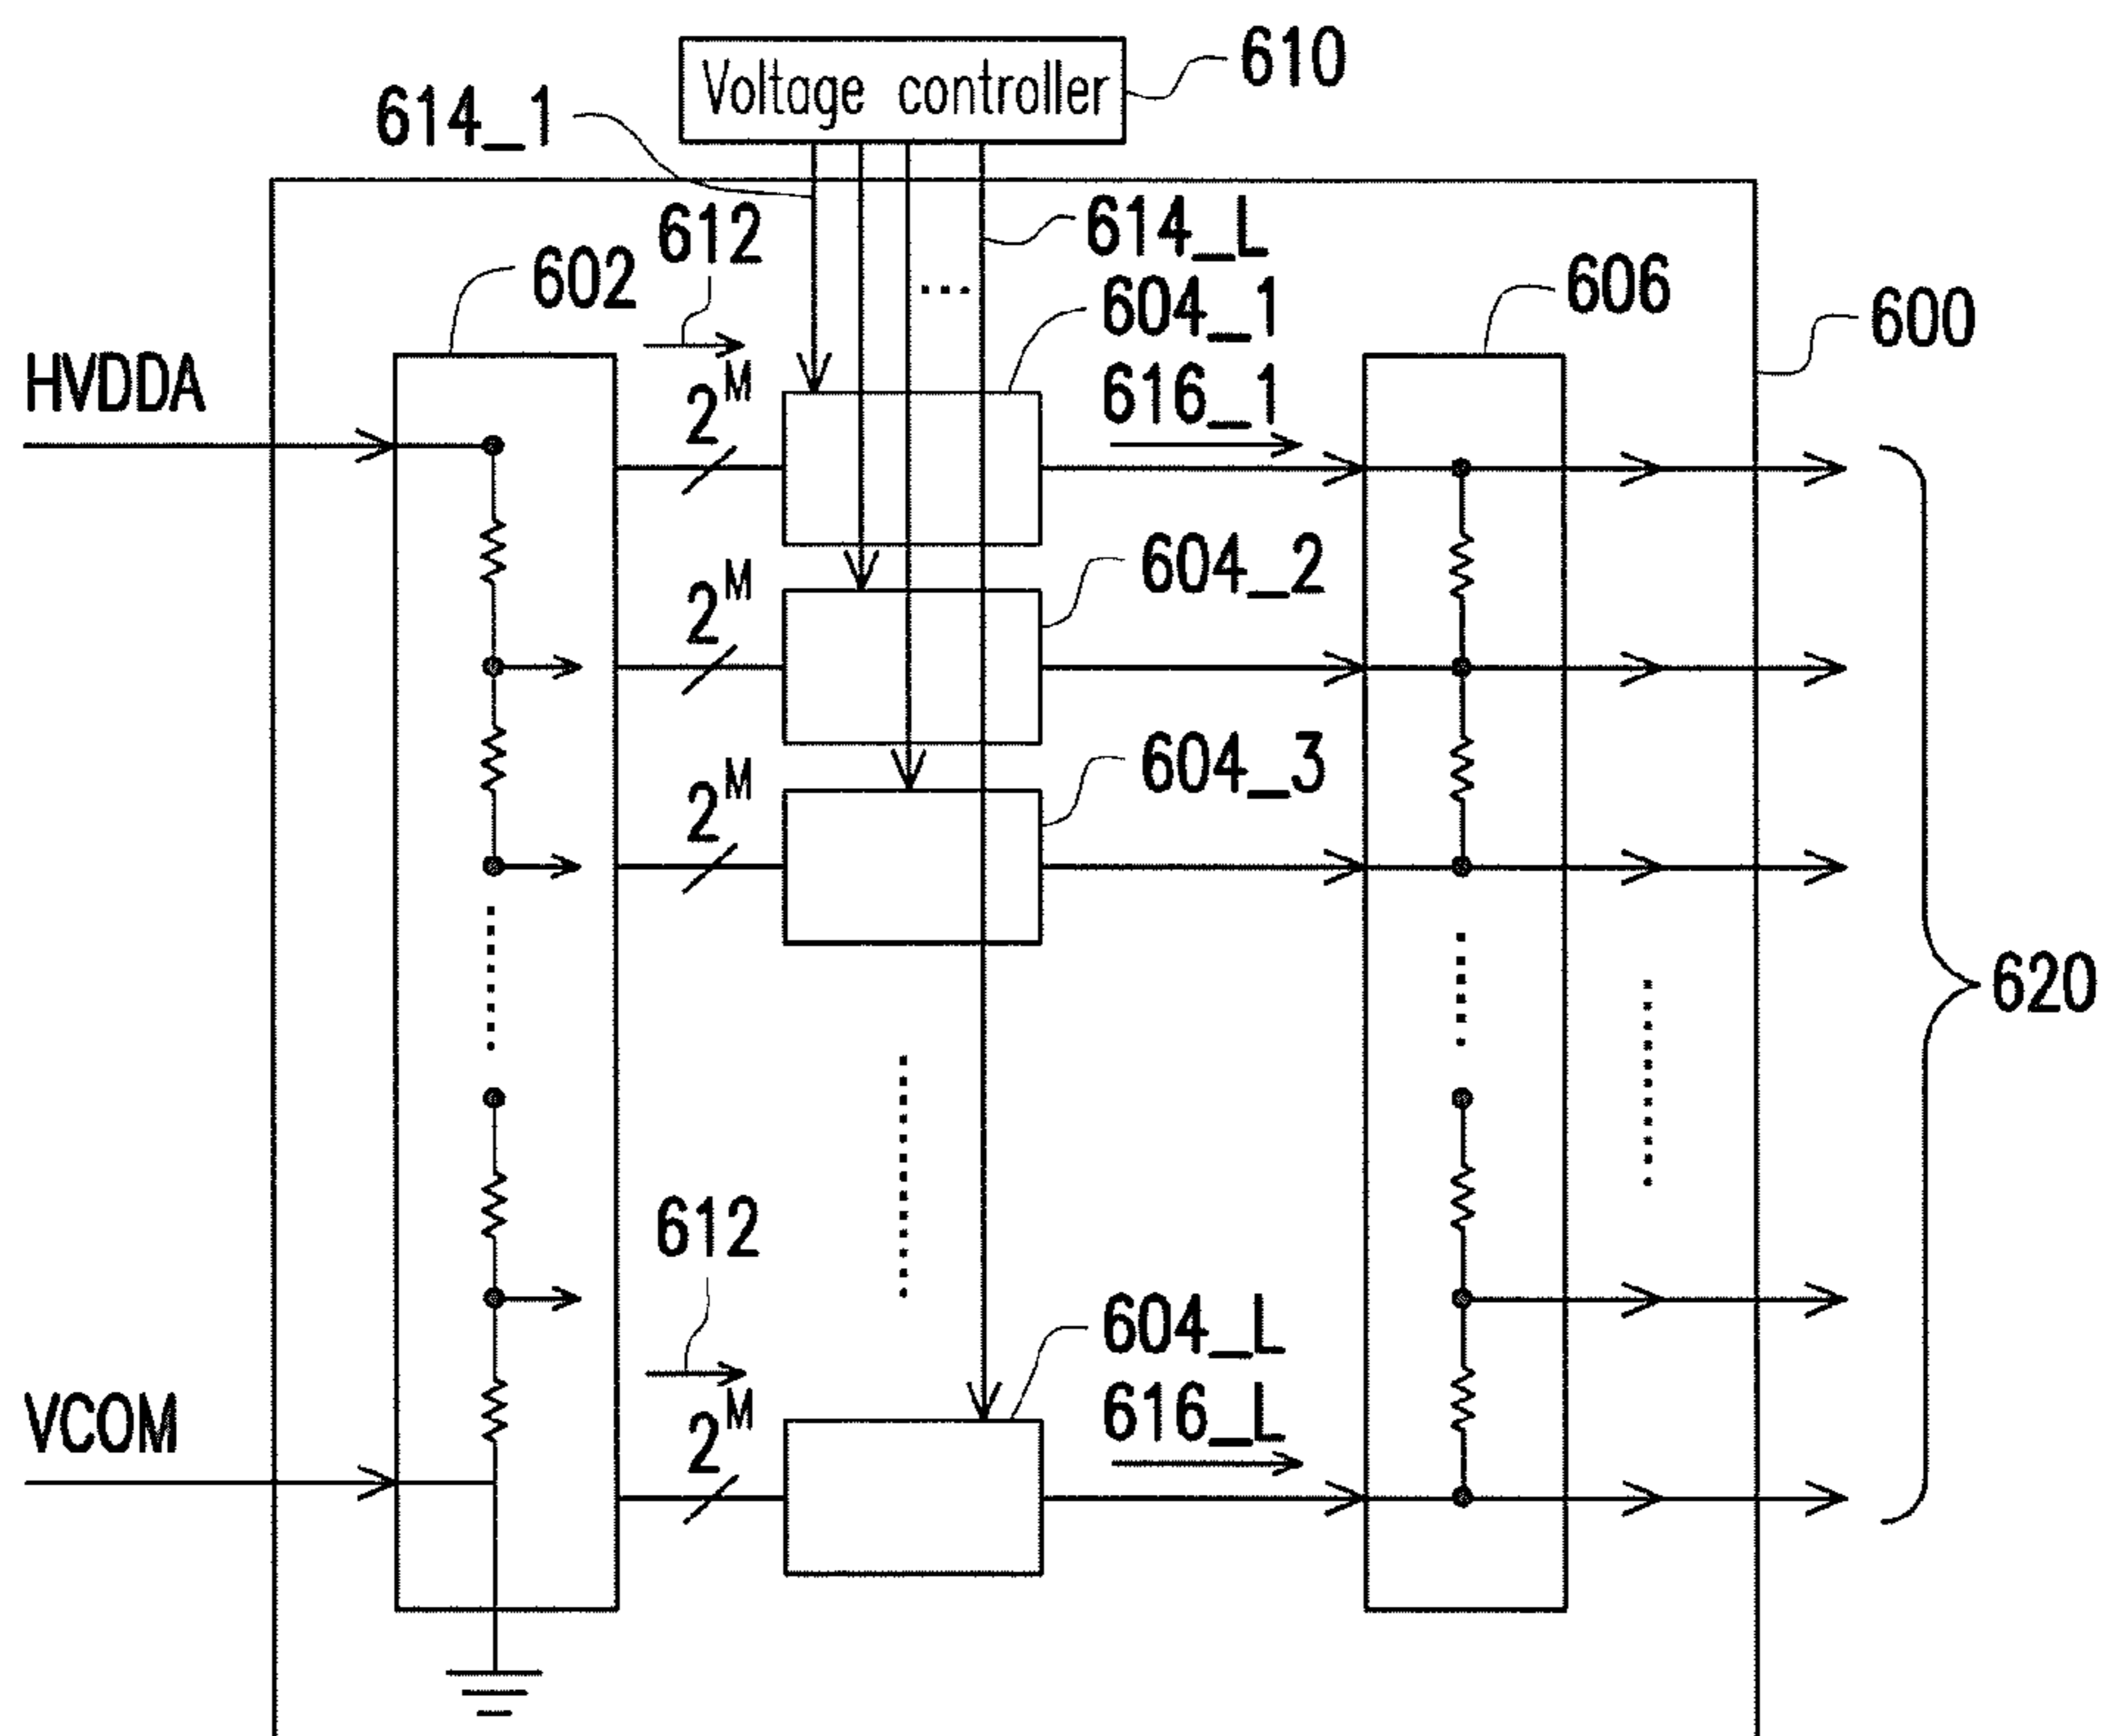 Voltage controller
610
614_1
612
614_L
602
604_1
606
600
HVDDA
2^M
616_1
2^M
604_2
2^M
604_3
620
612
604_L
VCOM
2^M
616_L